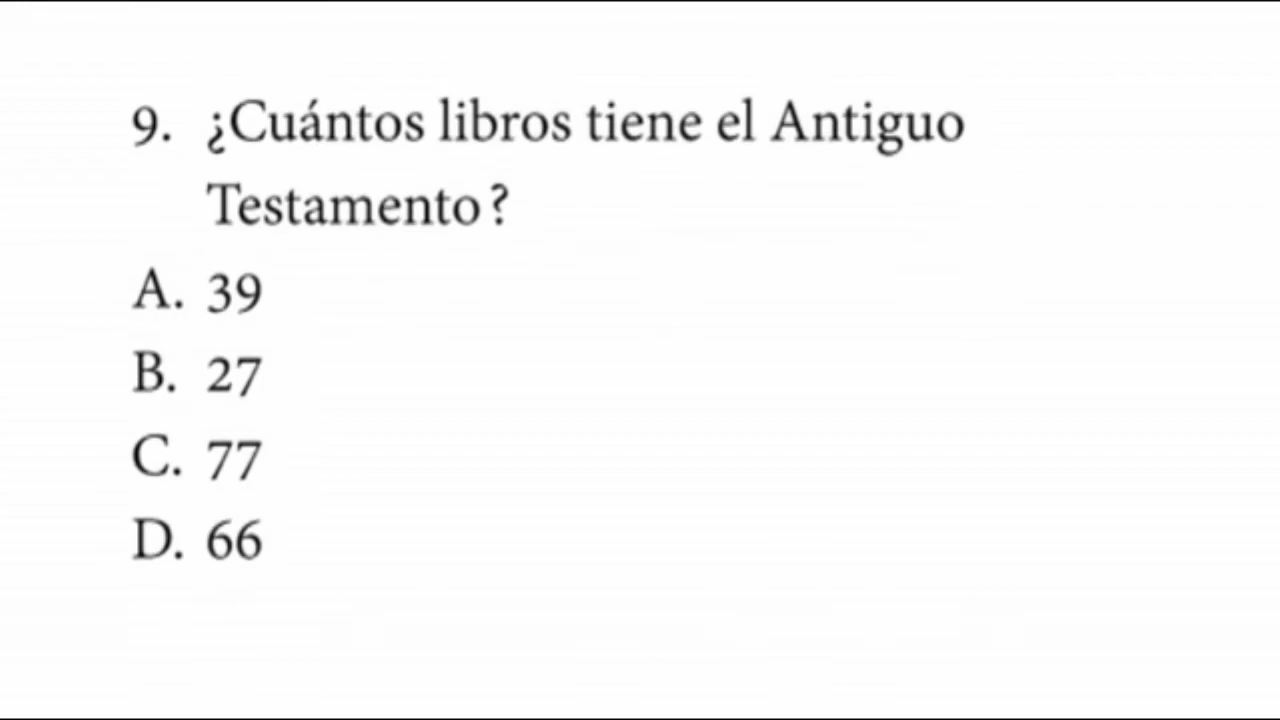 9. ¿Cuántos libros tiene el Antiguo
Testamento?
A. 39
B. 27
C. 77
D. 66